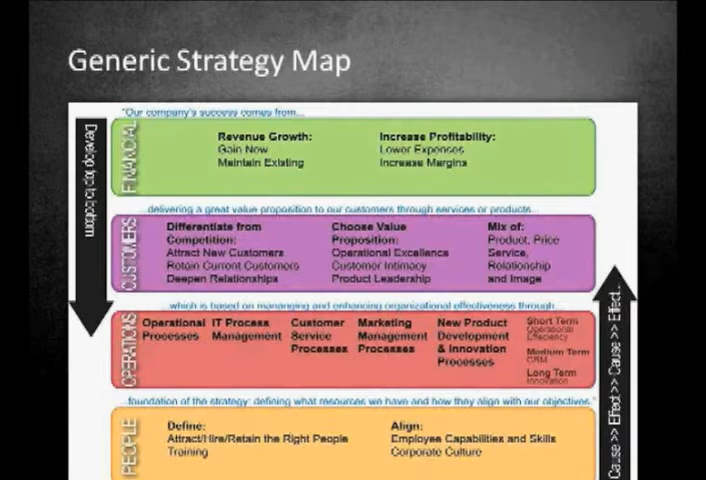 Generic Strategy Map
"Our company's success comes from...
Develop top to bottom
FINANCIAL
Revenue Growth:
Gain New
Maintain Existing
Increase Profitability:
Lower Expenses
Increase Margins
...delivering a great value proposition to our customers through services or products...
CUSTOMERS
Differentiate from
Competition:
Attract New Customers
Retain Current Customers
Deepen Relationships
Choose Value
Proposition:
Operational Excellence
Customer Intimacy
Product Leadership
Mix of:
Product, Price
Service,
Relationship
and Image
...which is based on mananging and enhancing organizational effectiveness through...
OPERATIONS
Operational
Processes
IT Process
Management
Customer
Service
Processes
Marketing
Management
Processes
New Product
Development
& Innovation
Processes
Short Term
Operational
Efficiency
Medium Term
CRM
Long Term
Innovation
...foundation of the strategy: defining what resources we have and how they align with our objectives."
PEOPLE
Define:
Attract/Hire/Retain the Right People
Training
Align:
Employee Capabilities and Skills
Corporate Culture
Cause >> Effect >> Cause >> Effect...